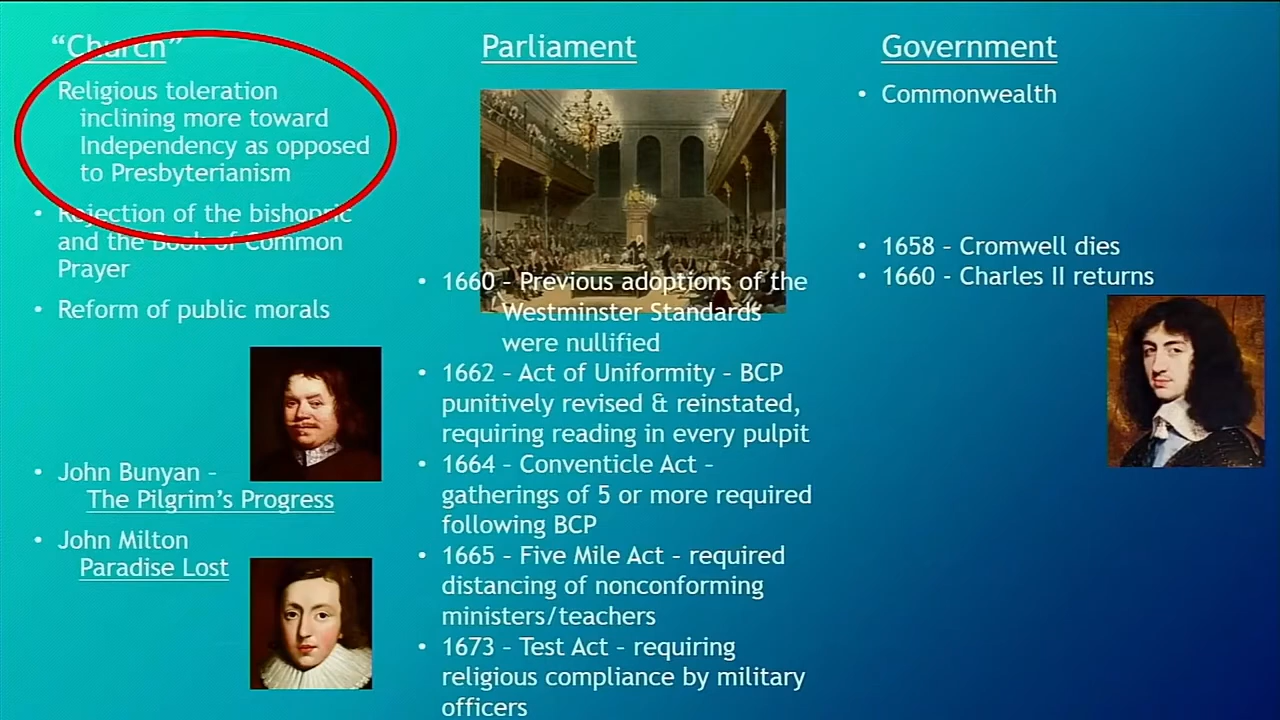 “Church”
Religious toleration
inclining more toward
Independency as opposed
to Presbyterianism
• Rejection of the bishopric
and the Book of Common
Prayer
• Reform of public morals
• John Bunyan –
The Pilgrim’s Progress
• John Milton
Paradise Lost
Parliament
• 1660 – Previous adoptions of the
Westminster Standards
were nullified
• 1662 – Act of Uniformity – BCP
punitively revised & reinstated,
requiring reading in every pulpit
• 1664 – Conventicle Act –
gatherings of 5 or more required
following BCP
• 1665 – Five Mile Act – required
distancing of nonconforming
ministers/teachers
• 1673 – Test Act – requiring
religious compliance by military
officers
Government
• Commonwealth
• 1658 – Cromwell dies
• 1660 - Charles II returns